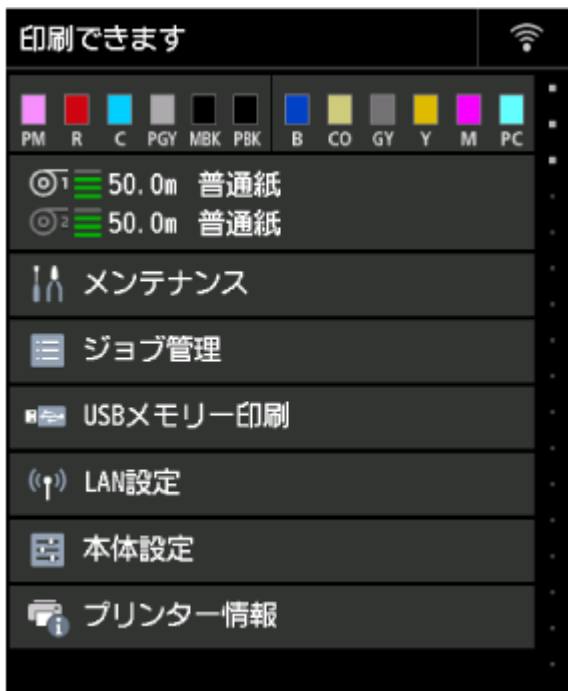 印刷できます
PM R C PGY MBK PBK B CO GY Y M PC
1 50.0m 普通紙
2 50.0m 普通紙
メンテナンス
ジョブ管理
USBメモリー印刷
LAN設定
本体設定
プリンター情報